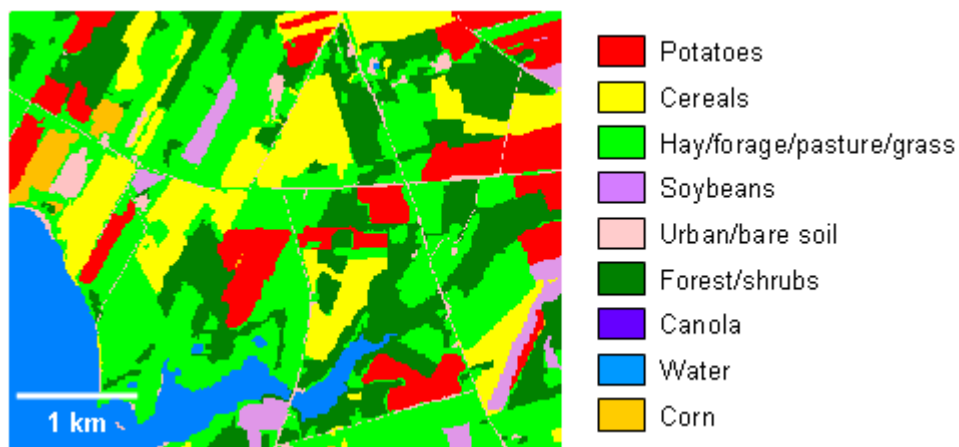 Potatoes
Cereals
Hay/forage/pasture/grass
Soybeans
Urban/bare soil
Forest/shrubs
Canola
Water
Corn
1 km